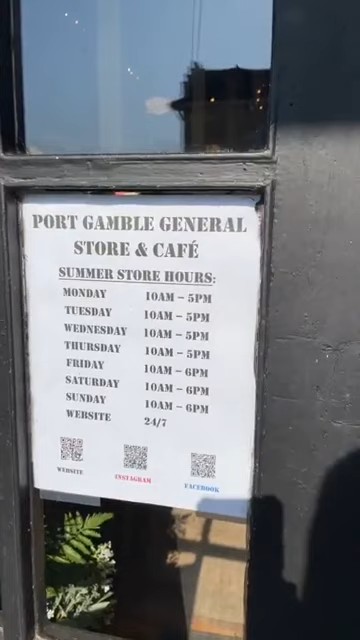 PORT GAMBLE GENERAL
STORE & CAFÉ
SUMMER STORE HOURS:
MONDAY 10AM – 5PM
TUESDAY 10AM – 5PM
WEDNESDAY 10AM – 5PM
THURSDAY 10AM – 5PM
FRIDAY 10AM – 6PM
SATURDAY 10AM – 6PM
SUNDAY 10AM – 6PM
WEBSITE 24/7
WEBSITE INSTAGRAM FACEBOOK